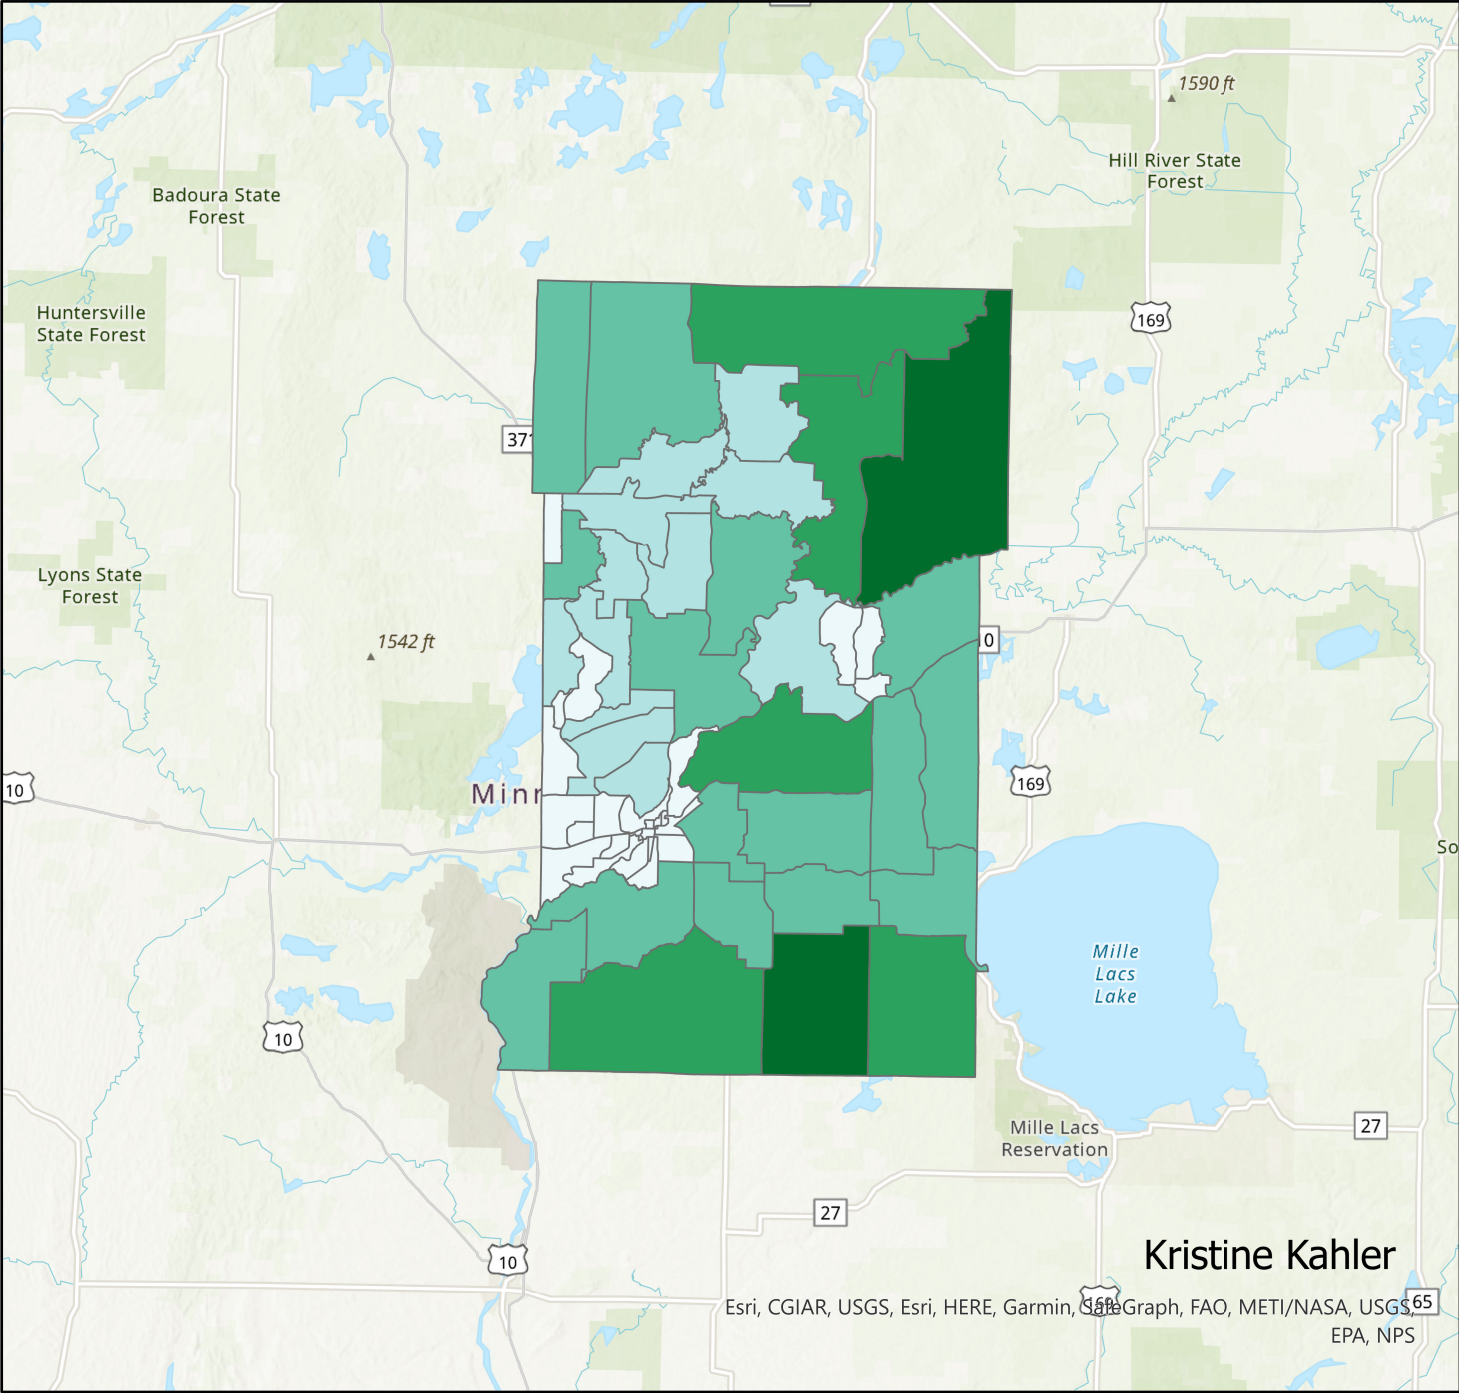 1590 ft
Hill River State
Forest
Badoura State
Forest
Huntersville
State Forest
169
371
Lyons State
Forest
1542 ft
10
169
Minn
So
Mille
Lacs
Lake
10
Mille Lacs
Reservation
27
27
10
Kristine Kahler
169
65
Esri, CGIAR, USGS, Esri, HERE, Garmin, SafeGraph, FAO, METI/NASA, USGS,
EPA, NPS